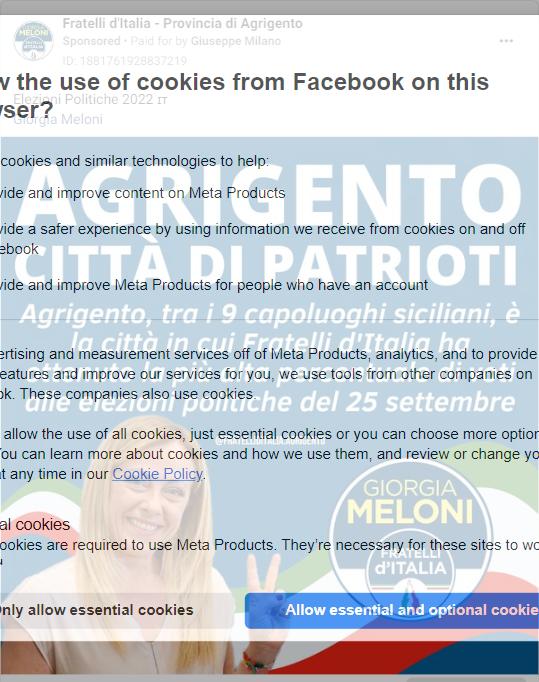 Fratelli d'Italia - Provincia di Agrigento
Sponsored • Paid for by Giuseppe Milano
ID: 1881761928837219
w the use of cookies from Facebook on this
Elezioni Politiche 2022 IT
wser?
Giorgia Meloni
cookies and similar technologies to help:
AGRIGENTO
vide and improve content on Meta Products
vide a safer experience by using information we receive from cookies on and off
ebook
CITTÀ DI PATRIOTI
vide and improve Meta Products for people who have an account
Agrigento, tra i 9 capoluoghi siciliani, è
la città in cui Fratelli d'Italia ha
ertising and measurement services off of Meta Products, analytics, and to provide
eatures and improve our services for you, we use tools from other companies on
ok. These companies also use cookies.
alle elezioni politiche del 25 settembre
allow the use of all cookies, just essential cookies or you can choose more option
You can learn more about cookies and how we use them, and review or change yo
at any time in our Cookie Policy.
GIORGIA
MELONI
al cookies
ookies are required to use Meta Products. They're necessary for these sites to wo
FRATELLI
d'ITALIA
Only allow essential cookies
Allow essential and optional cookie